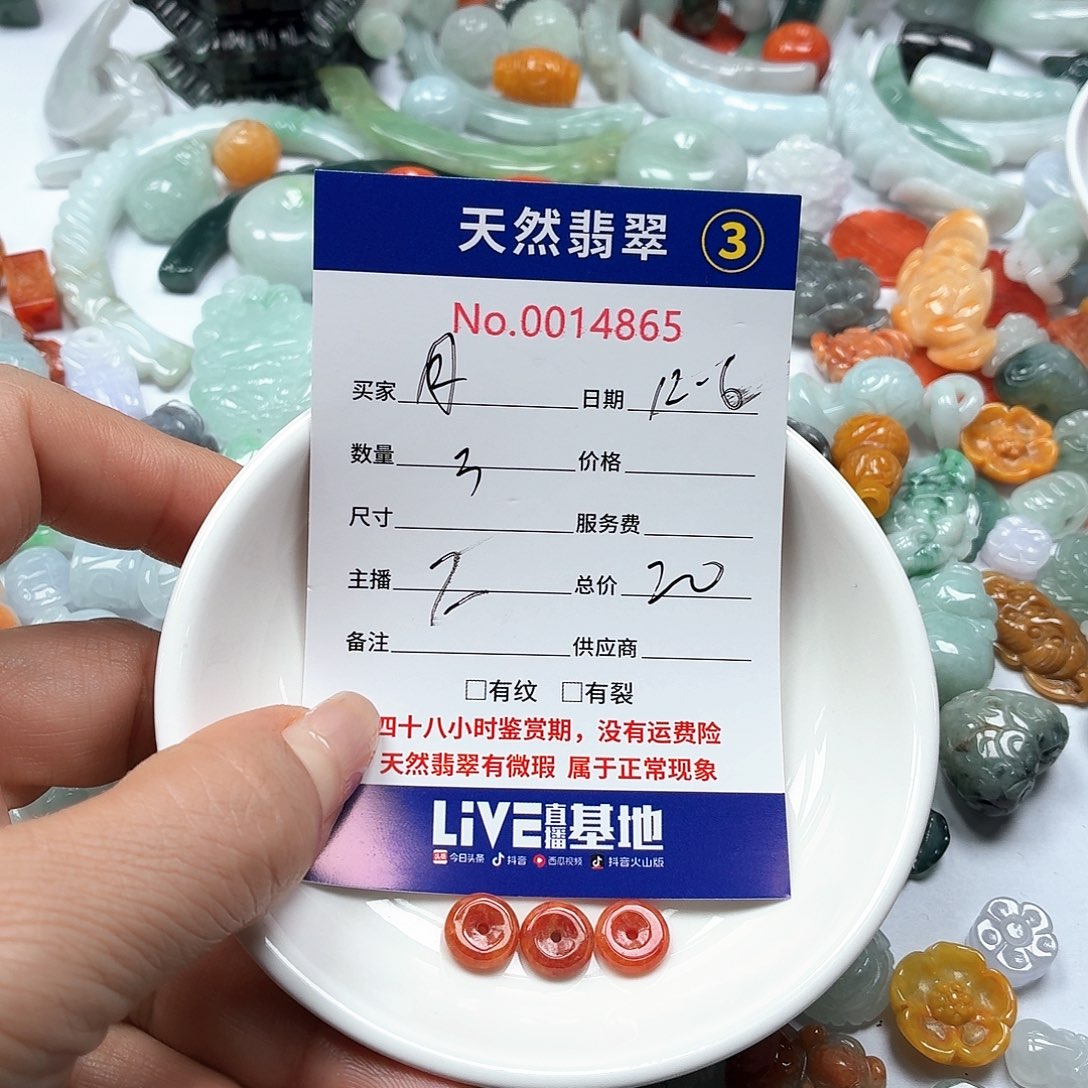 天然翡翠 3
No.0014865
买家 日期 12-6
数量 3 价格
尺寸 服务费
主播 Z 总价 20
备注 供应商
□有纹 □有裂
四十八小时鉴赏期，没有运费险
天然翡翠有微瑕 属于正常现象
LiVE直播基地
头条 今日头条 抖音 西瓜视频 抖音火山版